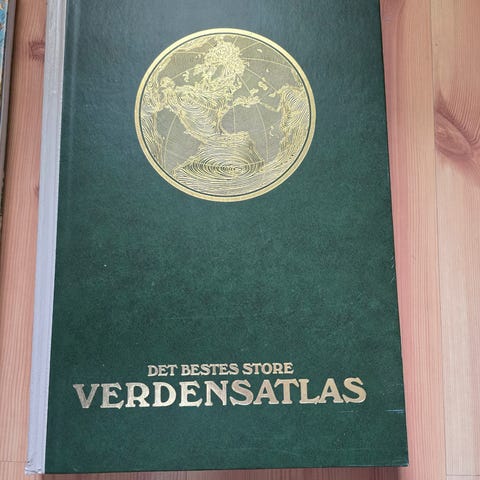 DET BESTES STORE
VERDENSATLAS